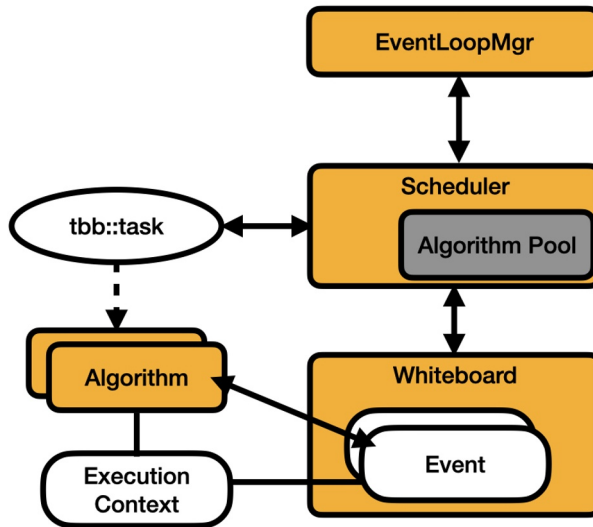 EventLoopMgr
Scheduler
tbb::task
Algorithm Pool
Algorithm
Whiteboard
Execution
Context
Event